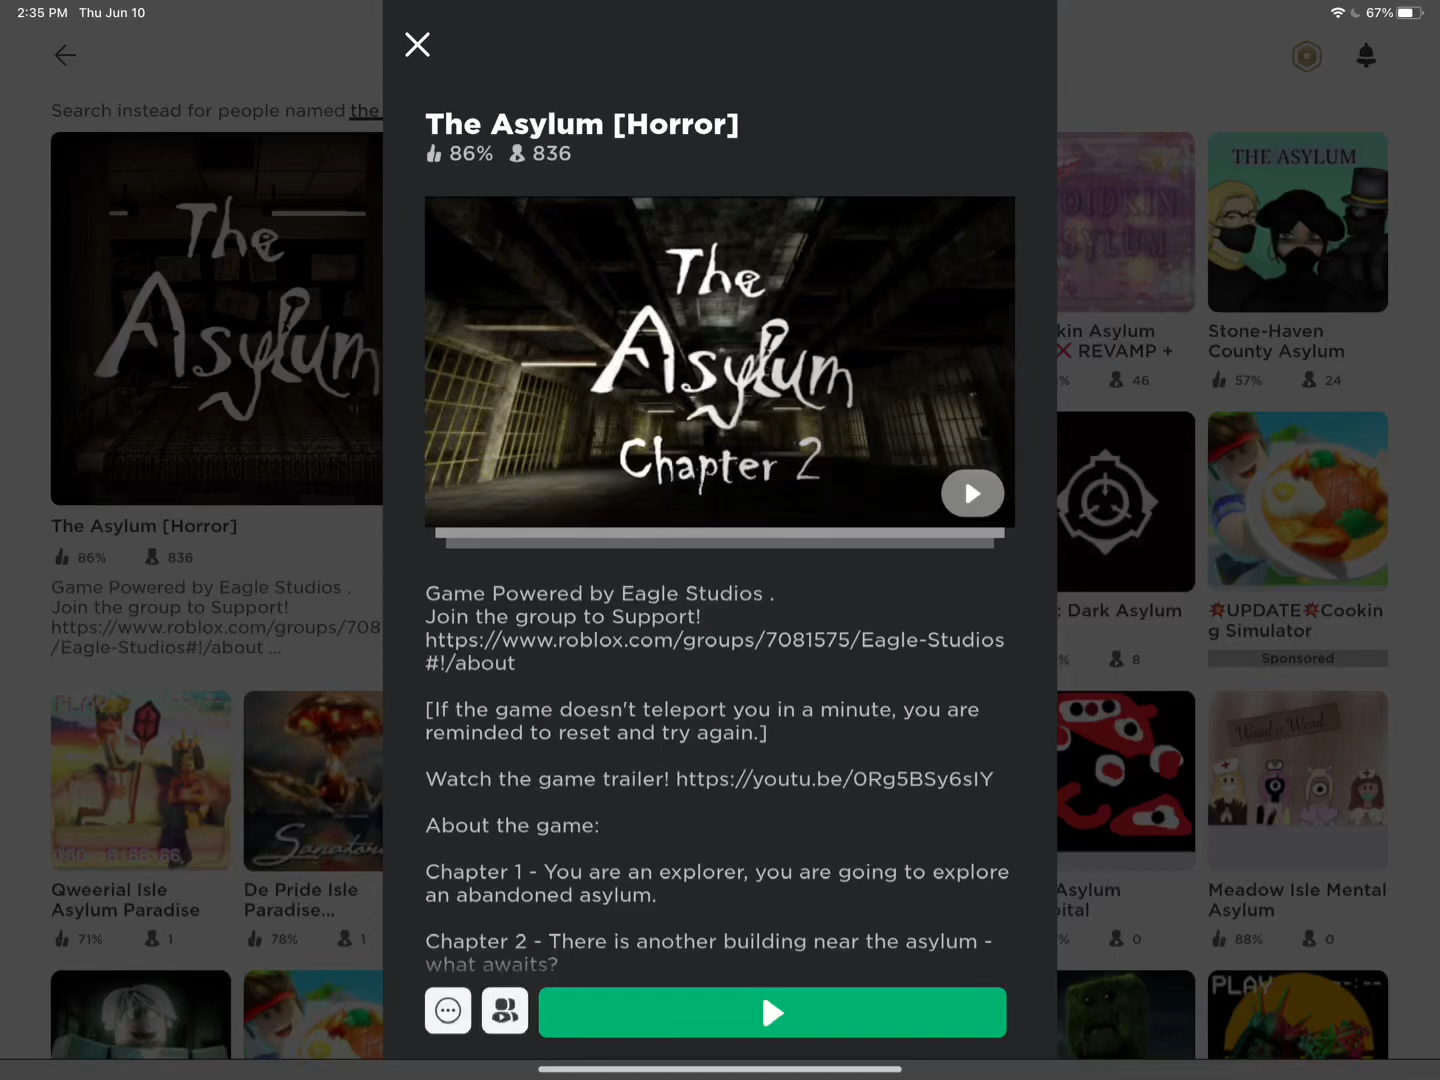 2:35 PM Thu Jun 10
67%
Search instead for people named the
The Asylum [Horror]
86% 836
The
Asylum
Chapter 2
Game Powered by Eagle Studios .
Join the group to Support!
https://www.roblox.com/groups/7081575/Eagle-Studios
#!/about
[If the game doesn't teleport you in a minute, you are
reminded to reset and try again.]
Watch the game trailer! https://youtu.be/0Rg5BSy6sIY
About the game:
Chapter 1 - You are an explorer, you are going to explore
an abandoned asylum.
Chapter 2 - There is another building near the asylum -
what awaits?
The
Asylum
The Asylum [Horror]
86% 836
Game Powered by Eagle Studios .
Join the group to Support!
https://www.roblox.com/groups/708
/Eagle-Studios#!/about ...
PLAY
Qweerial Isle
Asylum Paradise
71% 1
De Pride Isle
Paradise...
78% 1
OIDKIN
ASYLUM
kin Asylum
❌ REVAMP +
% 46
THE ASYLUM
Stone-Haven
County Asylum
57% 24
: Dark Asylum
% 8
💥UPDATE💥Cookin
g Simulator
Sponsored
Asylum
ital
% 0
Meadow Isle Mental
Asylum
88% 0
PLAY --:--